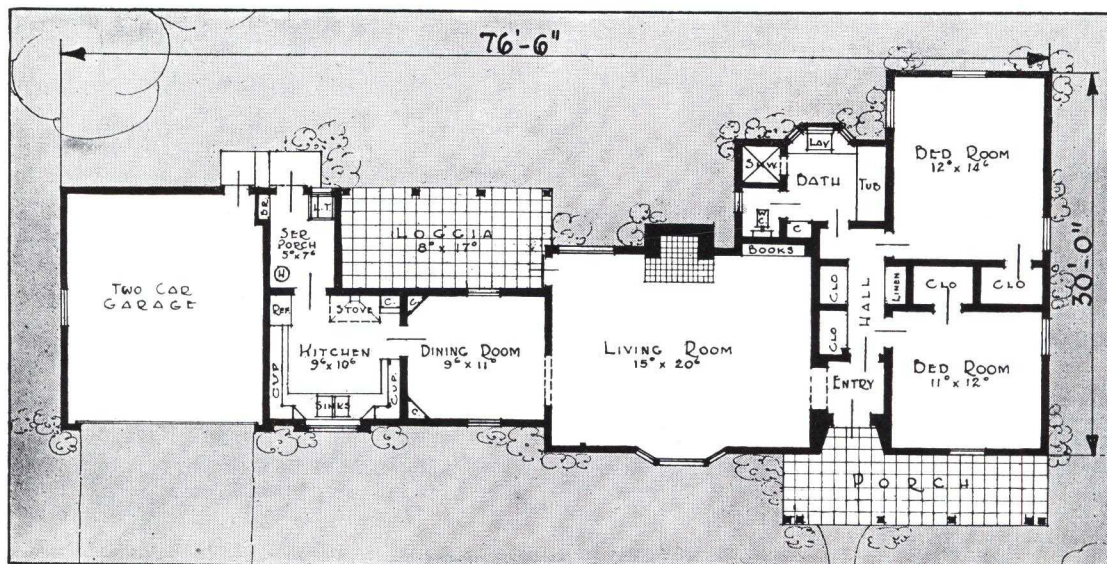 76'-6"
30'-0"
LAV
SHW
BATH
TUB
BED ROOM
12⁰ x 14⁶
B.R.
L.T.
SER
PORCH
5⁰ x 7⁶
W
LOGGIA
8⁰ x 17⁰
C
BOOKS
TWO CAR
GARAGE
REF.
STOVE
C.
C
CLO
LINEN
CLO
CLO
HALL
KITCHEN
9⁶ x 10⁶
DINING ROOM
9⁶ x 11⁰
LIVING ROOM
15⁰ x 20⁶
CLO
BED ROOM
11⁰ x 12⁰
CUP.
CUP.
SINKS
C
ENTRY
PORCH